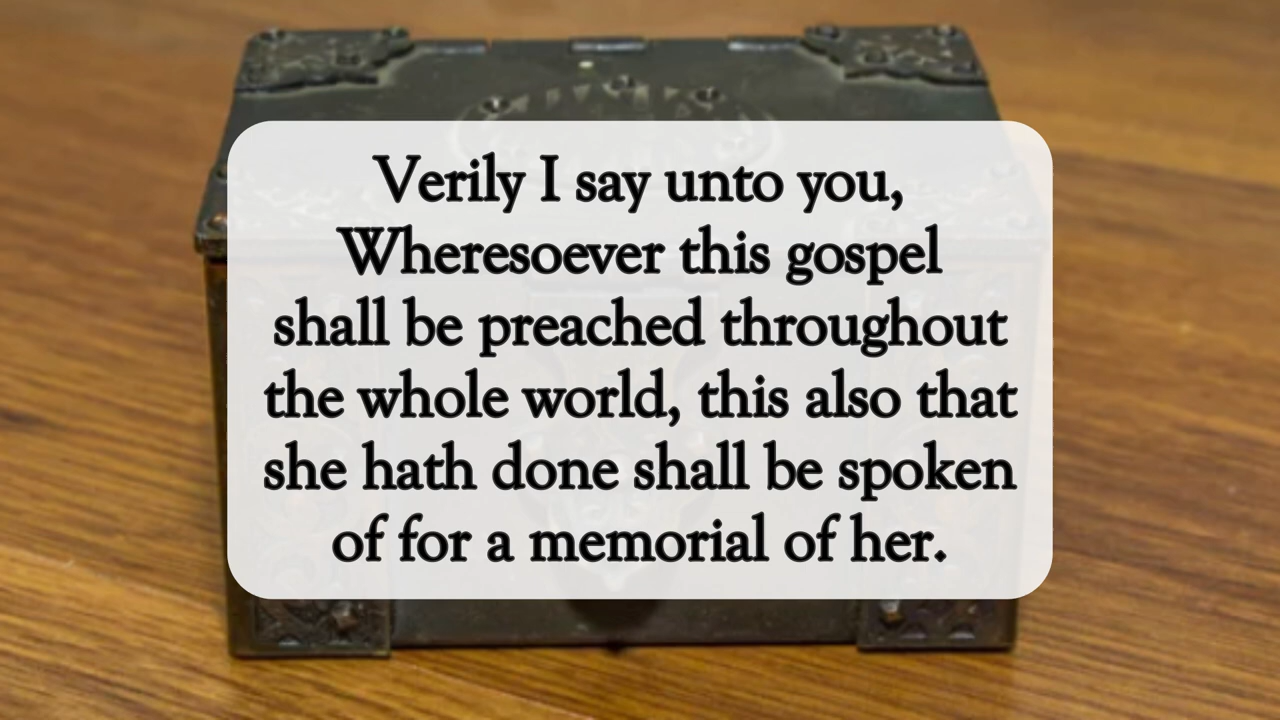 Verily I say unto you,
Wheresoever this gospel
shall be preached throughout
the whole world, this also that
she hath done shall be spoken
of for a memorial of her.